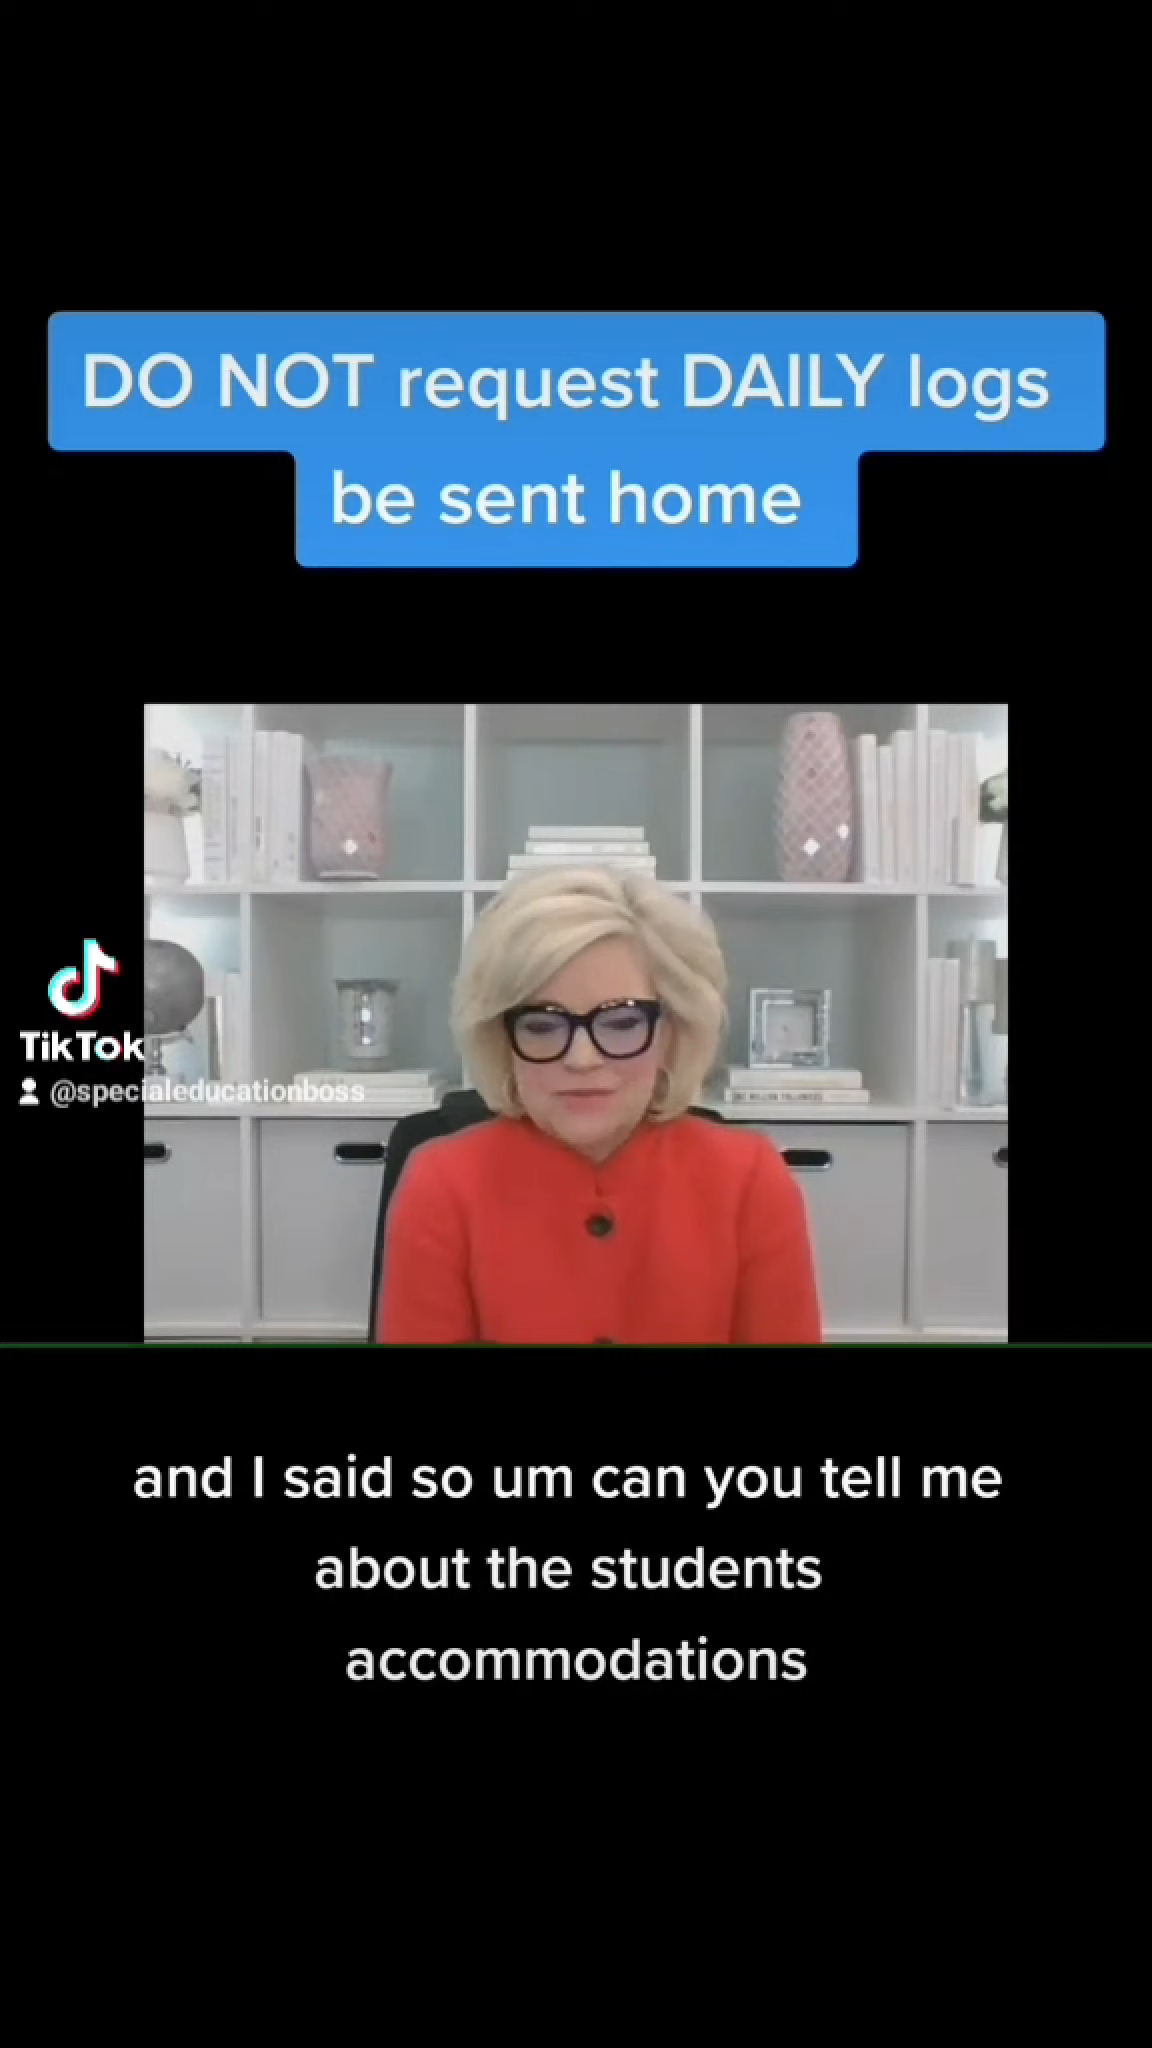 DO NOT request DAILY logs
be sent home
TikTok
@specialeducationboss
and I said so um can you tell me
about the students
accommodations